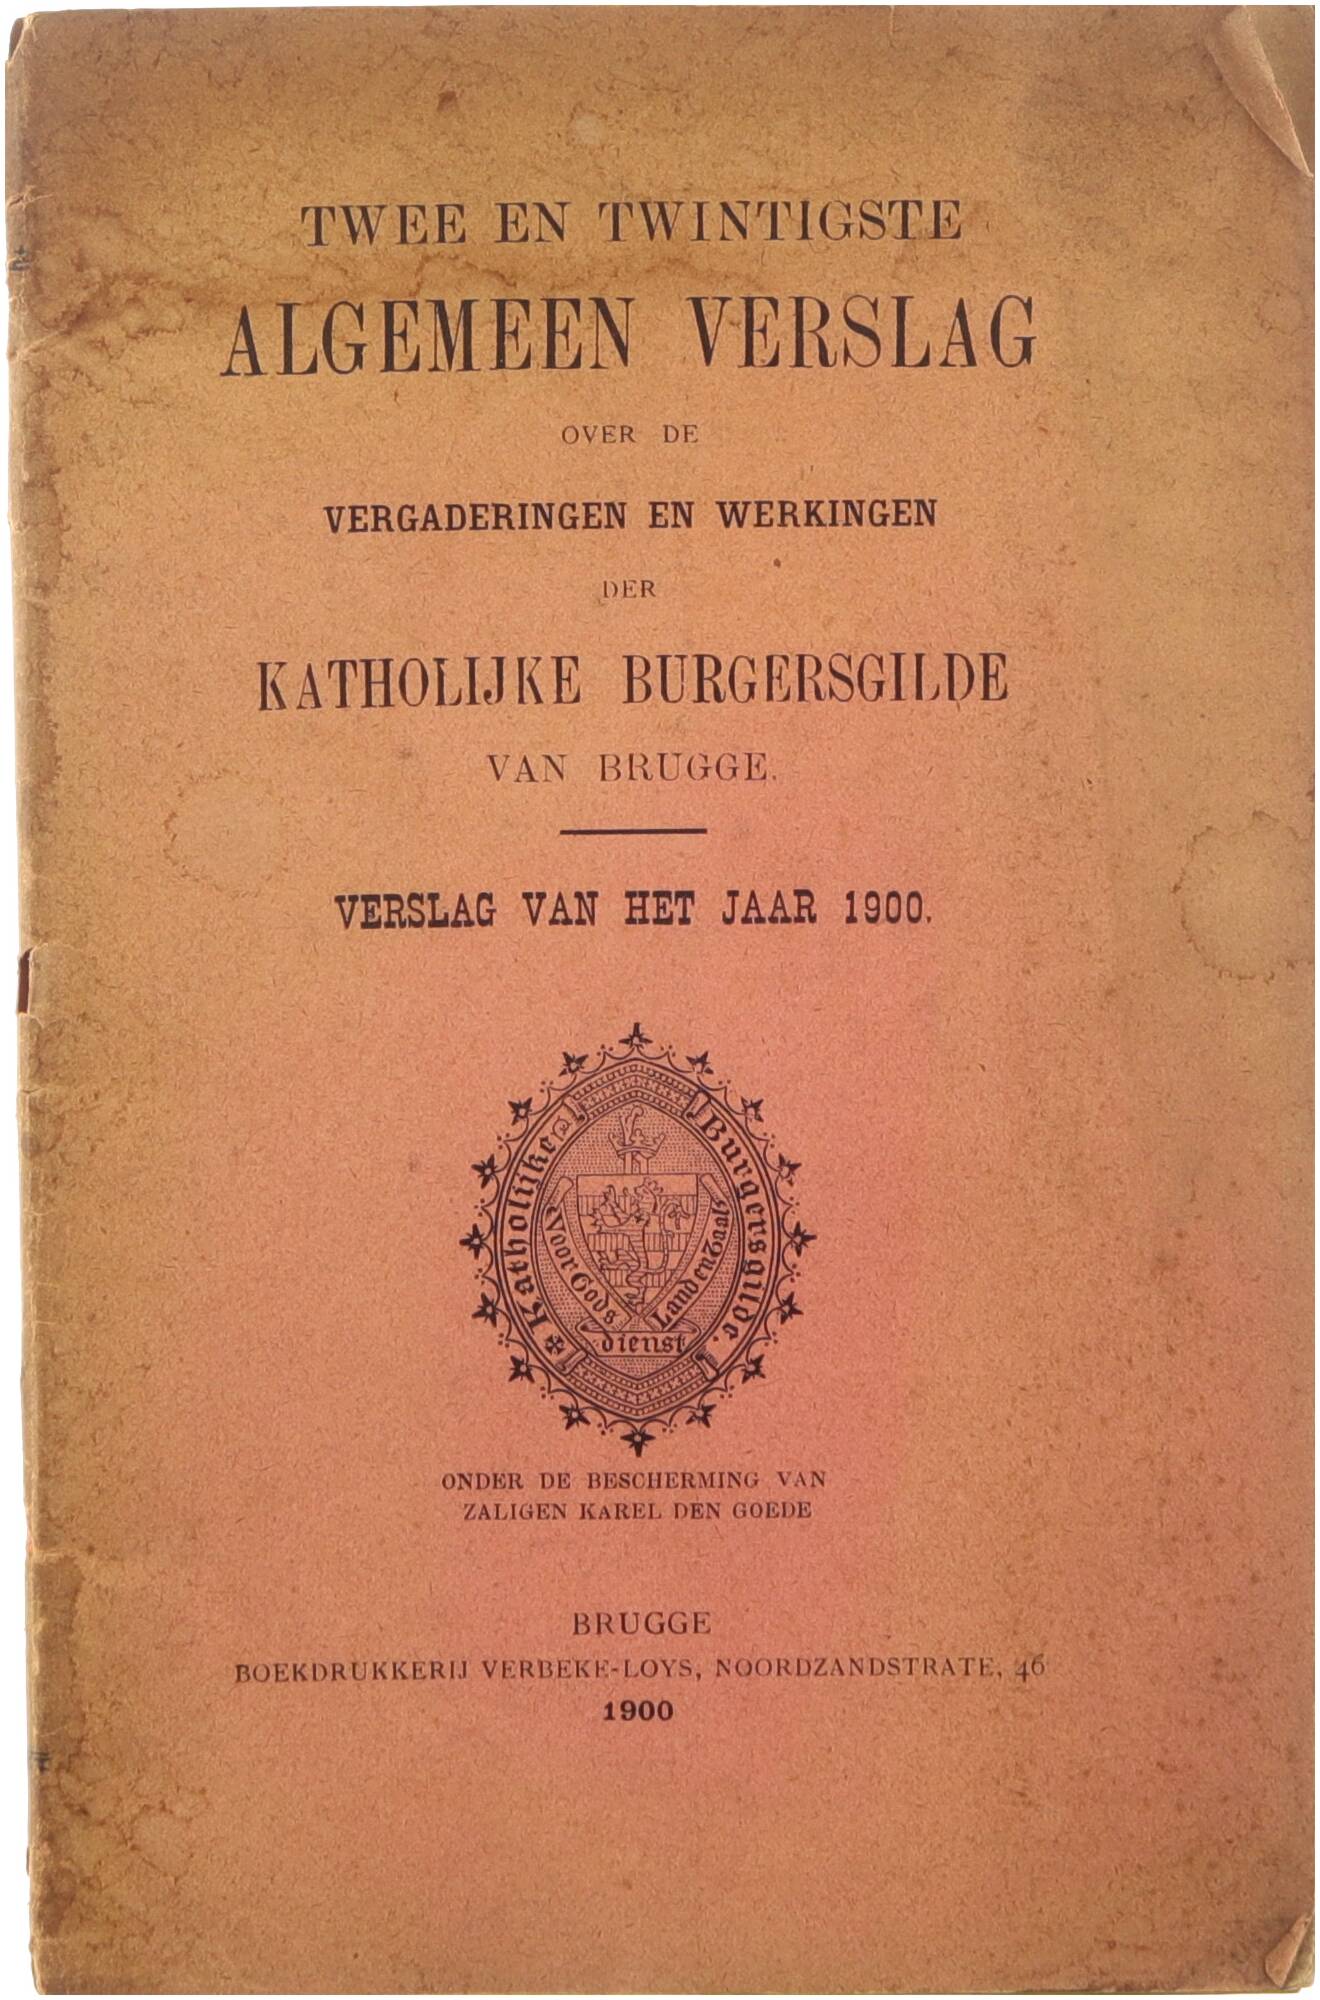 TWEE EN TWINTIGSTE
ALGEMEEN VERSLAG
OVER DE
VERGADERINGEN EN WERKINGEN
DER
KATHOLIJKE BURGERSGILDE
VAN BRUGGE.
VERSLAG VAN HET JAAR 1900.
Katholijke Burgersgilde.
Voor Gods
dienst
Land en Taal
ONDER DE BESCHERMING VAN
ZALIGEN KAREL DEN GOEDE
BRUGGE
BOEKDRUKKERIJ VERBEKE-LOYS, NOORDZANDSTRATE, 46
1900